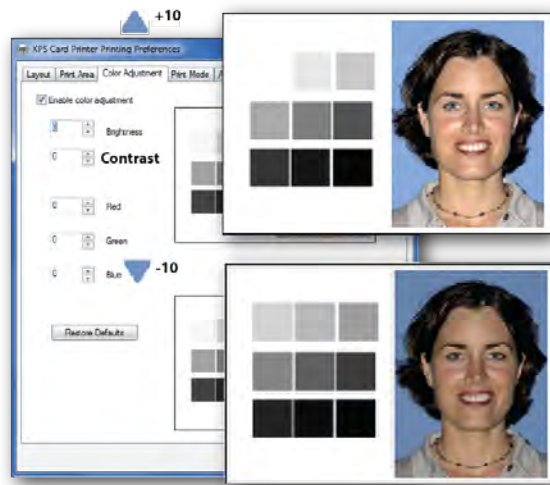 +10
KPS Card Printer Printing Preferences
Layout Print Area Color Adjustment Print Mode
Enable color adjustment
Brightness
0 Contrast
0 Red
0 Green
0 Blue
-10
Restore Defaults